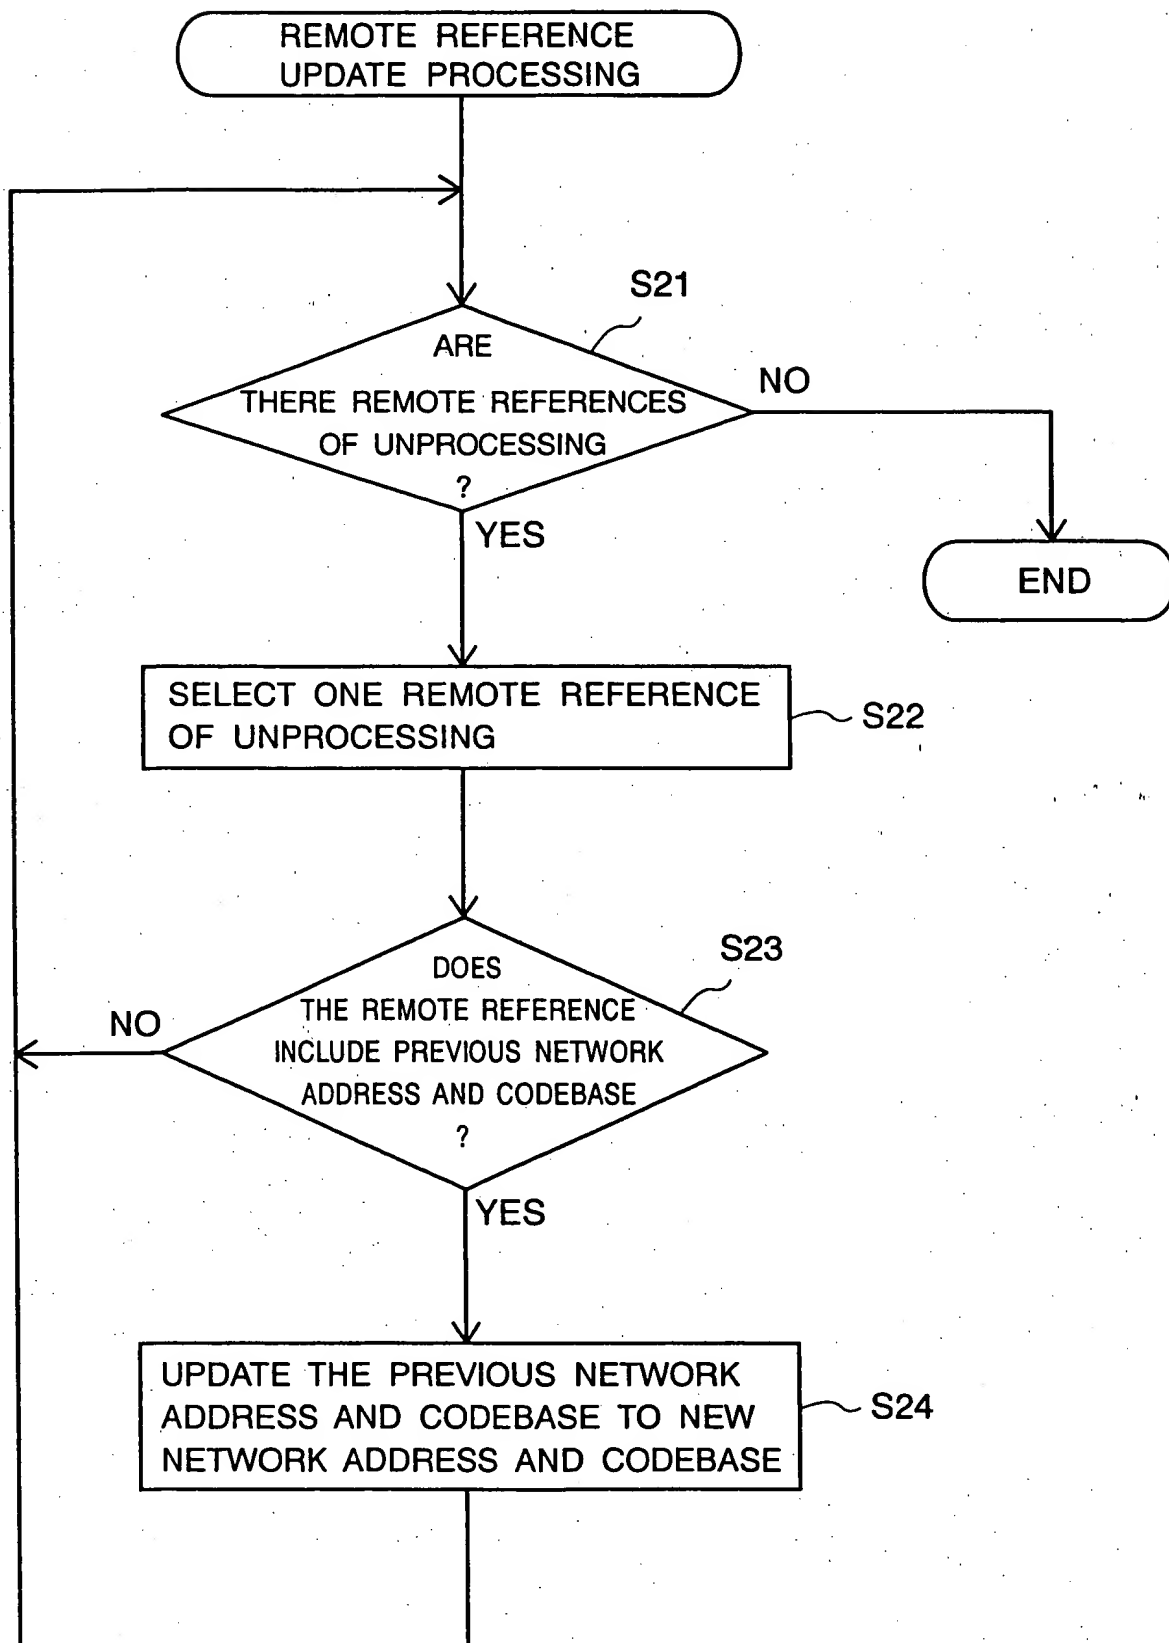 REMOTE REFERENCE
UPDATE PROCESSING
S21
ARE
THERE REMOTE REFERENCES
OF UNPROCESSING
?
NO
YES
END
SELECT ONE REMOTE REFERENCE
OF UNPROCESSING
S22
S23
DOES
THE REMOTE REFERENCE
INCLUDE PREVIOUS NETWORK
ADDRESS AND CODEBASE
?
NO
YES
UPDATE THE PREVIOUS NETWORK
ADDRESS AND CODEBASE TO NEW
NETWORK ADDRESS AND CODEBASE
S24